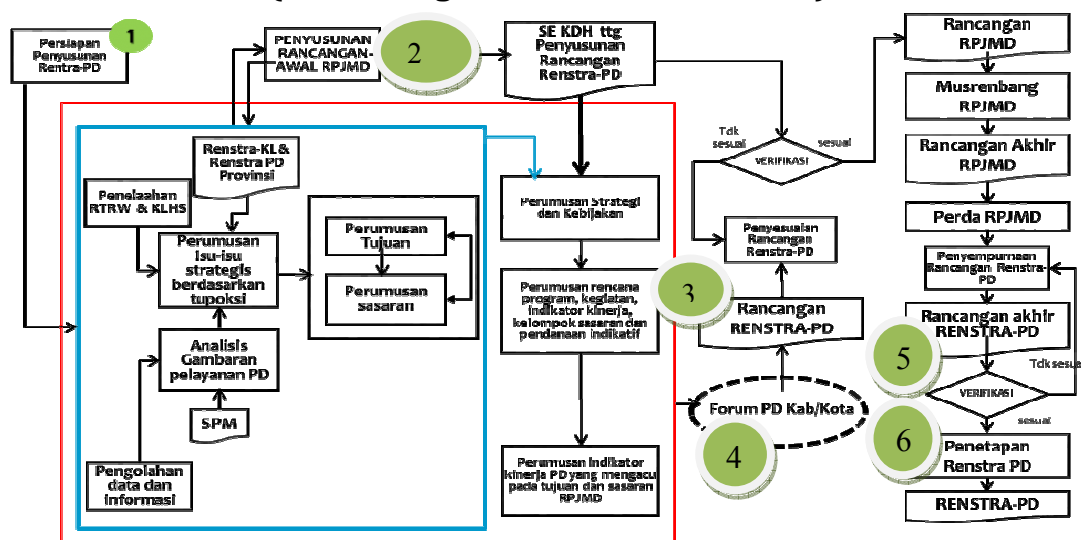 1
Persiapan
Penyusunan
Rentra-PD
PENYUSUNAN
RANCANGAN-
AWAL RPJMD
2
SE KDH ttg
Penyusunan
Rancangan
Renstra-PD
Rancangan
RPJMD
Musrenbang
RPJMD
Rancangan Akhir
RPJMD
Perda RPJMD
Penyempurnaan
Rancangan Renstra-
PD
Rancangan akhir
RENSTRA-PD
5
Tdk sesua
VERIFIKASI
sesuai
6
Penetapan
Renstra PD
RENSTRA-PD
Tdk
sesuai
VERIFIKASI
sesuai
Penyesuaian
Rancangan
Renstra-PD
3
Rancangan
RENSTRA-PD
Forum PD Kab/Kota
4
Renstra-KL&
Renstra PD
Provinsi
Penelaahan
RTRW & KLHS
Perumusan
Isu-isu
strategis
berdasarkan
tupoksi
Perumusan
Tujuan
Perumusan
sasaran
Analisis
Gambaran
pelayanan PD
SPM
Pengolahan
data dan
informasi
Perumusan Strategi
dan Kebijakan
Perumusan rencana
program, kegiatan,
indikator kinerja,
kelompok sasaran dan
pendanaan indikatif
Perumusan indikator
kinerja PD yang mengacu
pada tujuan dan sasaran
RPJMD